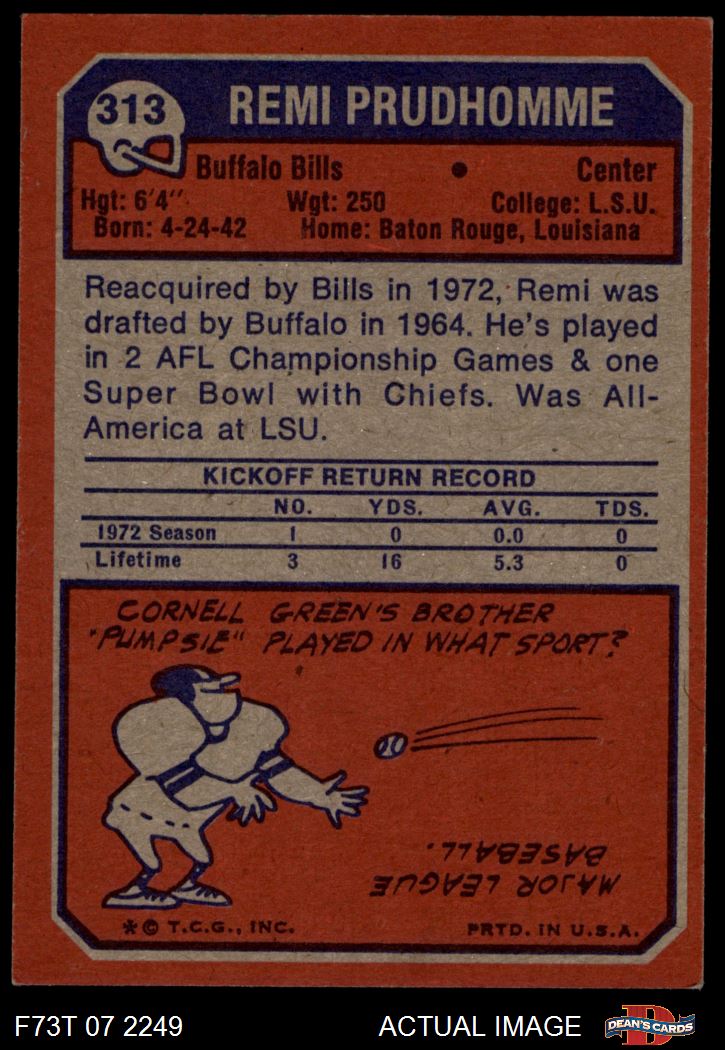 313
REMI PRUDHOMME
Buffalo Bills • Center
Hgt: 6'4" Wgt: 250 College: L.S.U.
Born: 4-24-42 Home: Baton Rouge, Louisiana
Reacquired by Bills in 1972, Remi was
drafted by Buffalo in 1964. He's played
in 2 AFL Championship Games & one
Super Bowl with Chiefs. Was All-
America at LSU.
KICKOFF RETURN RECORD
NO. YDS. AVG. TDS.
1972 Season 1 0 0.0 0
Lifetime 3 16 5.3 0
CORNELL GREEN'S BROTHER
"PUMPSIE" PLAYED IN WHAT SPORT?
MAJOR LEAGUE
BASEBALL.
*© T.C.G., INC. PRTD. IN U.S.A.
F73T 07 2249 ACTUAL IMAGE
D
DEAN'S CARDS